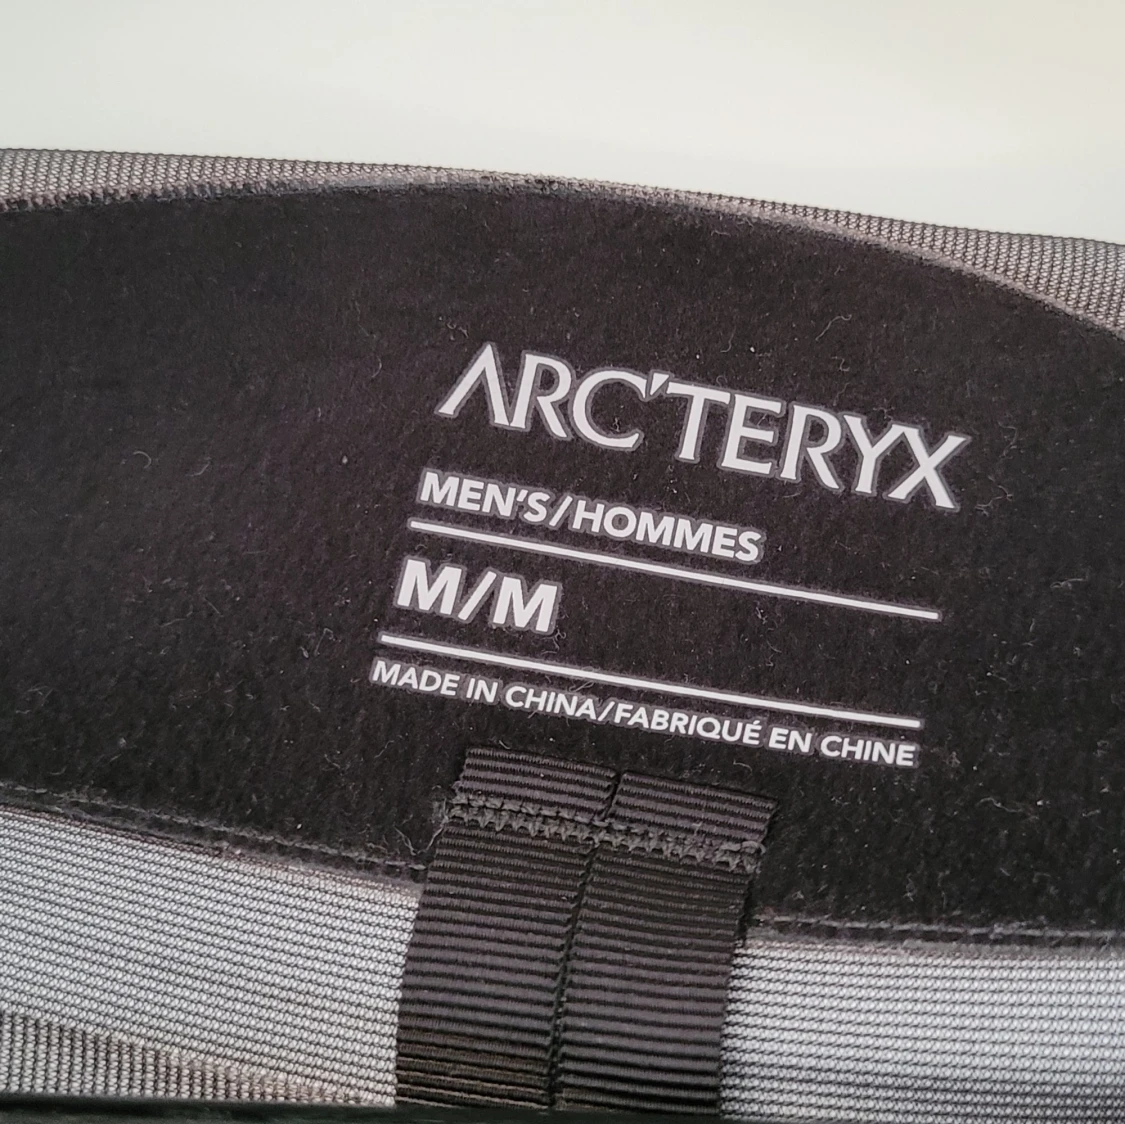 ARC'TERYX
MEN'S/HOMMES
M/M
MADE IN CHINA/FABRIQUÉ EN CHINE